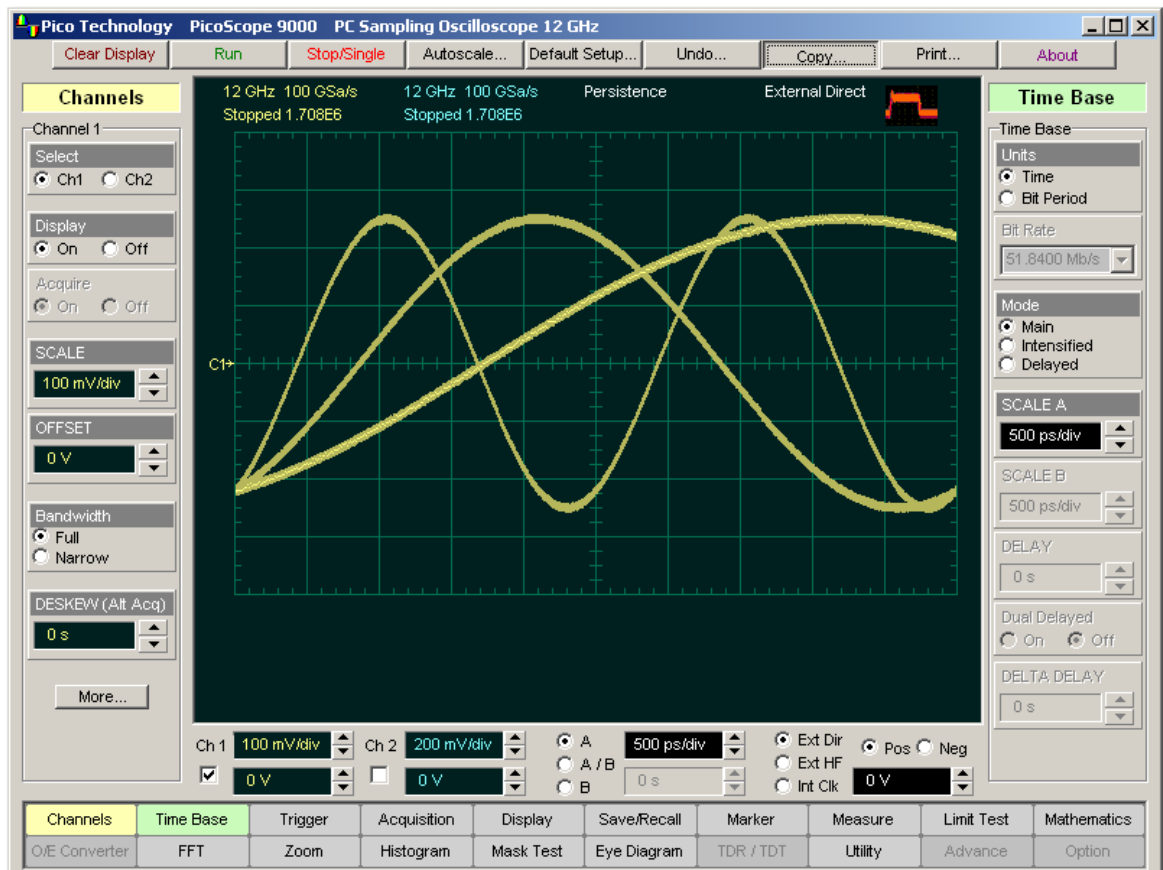 Pico Technology PicoScope 9000 PC Sampling Oscilloscope 12 GHz
Clear Display Run Stop/Single Autoscale... Default Setup... Undo... Copy... Print... About
Channels
Channel 1
Select
Ch1 Ch2
Display
On Off
Acquire
On Off
SCALE
100 mV/div
OFFSET
0 V
Bandwidth
Full
Narrow
DESKEW (Alt Acq)
0 s
More...
12 GHz 100 GSa/s 12 GHz 100 GSa/s Persistence External Direct
Stopped 1.708E6 Stopped 1.708E6
C1
Time Base
Time Base
Units
Time
Bit Period
Bit Rate
51.8400 Mb/s
Mode
Main
Intensified
Delayed
SCALE A
500 ps/div
SCALE B
500 ps/div
DELAY
0 s
Dual Delayed
On Off
DELTA DELAY
0 s
Ch 1 100 mV/div Ch 2 200 mV/div A 500 ps/div Ext Dir Pos Neg
0 V 0 V A / B 0 s Ext HF 0 V
B Int Clk
Channels Time Base Trigger Acquisition Display Save/Recall Marker Measure Limit Test Mathematics
O/E Converter FFT Zoom Histogram Mask Test Eye Diagram TDR / TDT Utility Advance Option